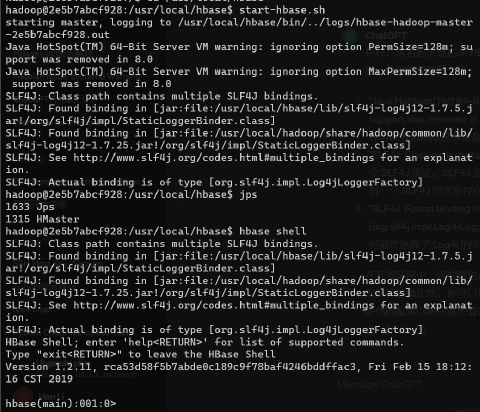 hadoop@2e5b7abcf928:/usr/local/hbase$ start-hbase.sh
starting master, logging to /usr/local/hbase/bin/../logs/hbase-hadoop-master
-2e5b7abcf928.out
Java HotSpot(TM) 64-Bit Server VM warning: ignoring option PermSize=128m; su
pport was removed in 8.0
Java HotSpot(TM) 64-Bit Server VM warning: ignoring option MaxPermSize=128m;
 support was removed in 8.0
SLF4J: Class path contains multiple SLF4J bindings.
SLF4J: Found binding in [jar:file:/usr/local/hbase/lib/slf4j-log4j12-1.7.5.j
ar!/org/slf4j/impl/StaticLoggerBinder.class]
SLF4J: Found binding in [jar:file:/usr/local/hadoop/share/hadoop/common/lib/
slf4j-log4j12-1.7.25.jar!/org/slf4j/impl/StaticLoggerBinder.class]
SLF4J: See http://www.slf4j.org/codes.html#multiple_bindings for an explanat
ion.
SLF4J: Actual binding is of type [org.slf4j.impl.Log4jLoggerFactory]
hadoop@2e5b7abcf928:/usr/local/hbase$ jps
1633 Jps
1315 HMaster
hadoop@2e5b7abcf928:/usr/local/hbase$ hbase shell
SLF4J: Class path contains multiple SLF4J bindings.
SLF4J: Found binding in [jar:file:/usr/local/hbase/lib/slf4j-log4j12-1.7.5.j
ar!/org/slf4j/impl/StaticLoggerBinder.class]
SLF4J: Found binding in [jar:file:/usr/local/hadoop/share/hadoop/common/lib/
slf4j-log4j12-1.7.25.jar!/org/slf4j/impl/StaticLoggerBinder.class]
SLF4J: See http://www.slf4j.org/codes.html#multiple_bindings for an explanat
ion.
SLF4J: Actual binding is of type [org.slf4j.impl.Log4jLoggerFactory]
HBase Shell; enter 'help<RETURN>' for list of supported commands.
Type "exit<RETURN>" to leave the HBase Shell
Version 1.2.11, rca53d58f5b7abde0c189c9f78baf4246bddffac3, Fri Feb 15 18:12:
16 CST 2019

hbase(main):001:0>
ChatGPT
Message ChatGPT...